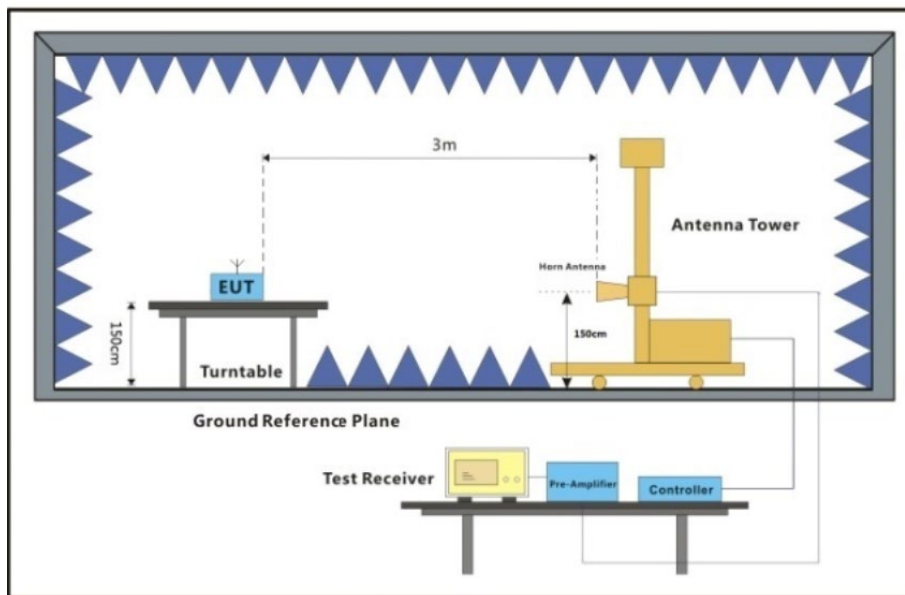 3m
Antenna Tower
Horn Antenna
EUT
150cm
150cm
Turntable
Ground Reference Plane
Test Receiver
Pre-Amplifier
Controller